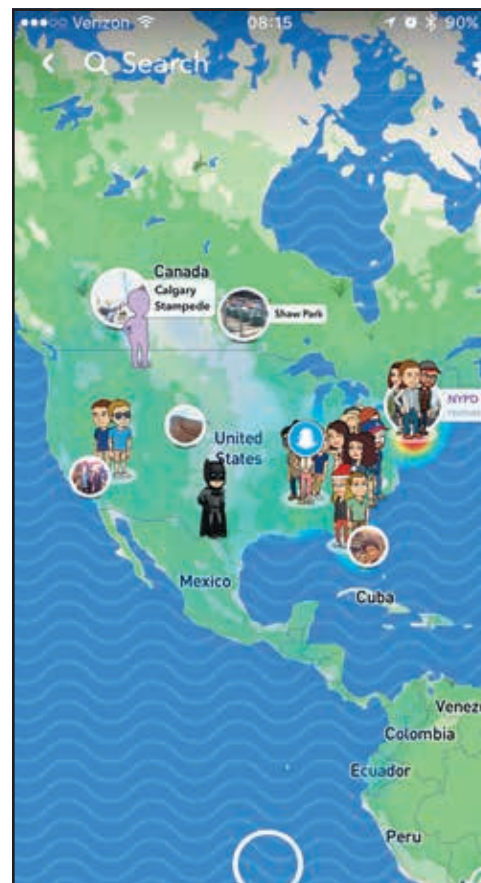 Verizon 08:15 90%
Search
Canada
Calgary
Stampede
Shaw Park
NYPD
United
States
Mexico
Cuba
Venez
Colombia
Ecuador
Peru